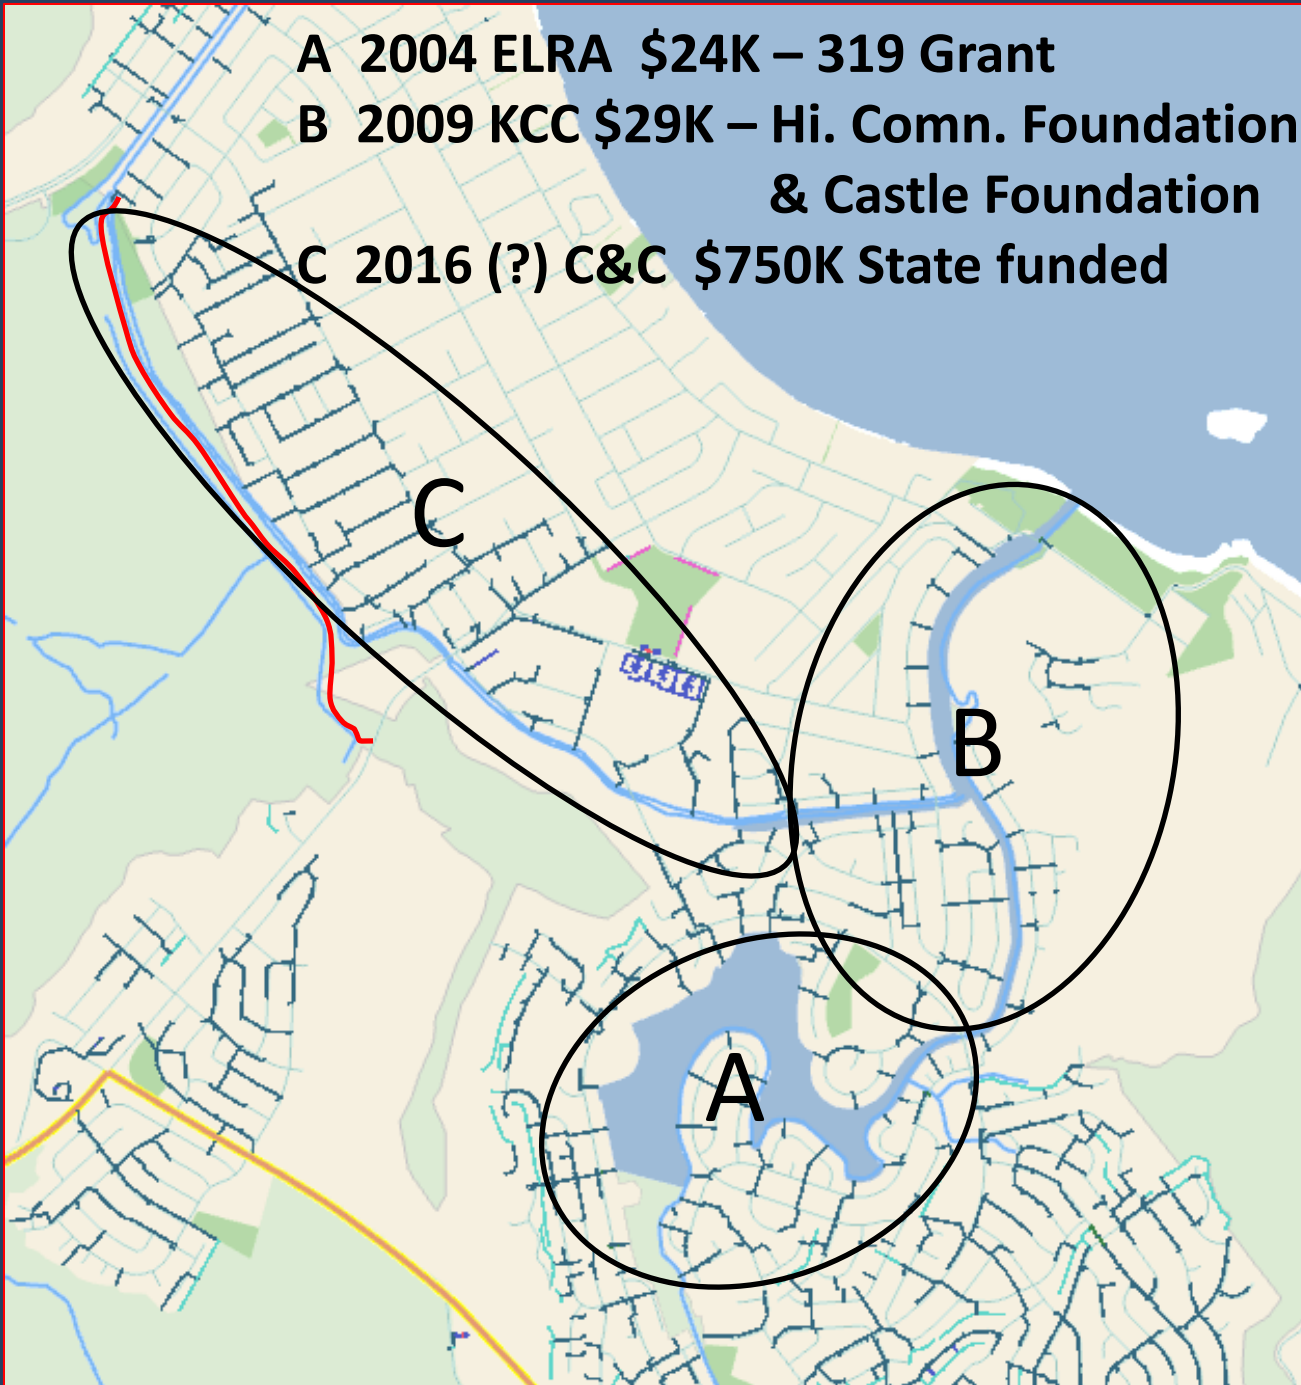 A 2004 ELRA $24K – 319 Grant
B 2009 KCC $29K – Hi. Comn. Foundation
& Castle Foundation
C 2016 (?) C&C $750K State funded
C
B
A